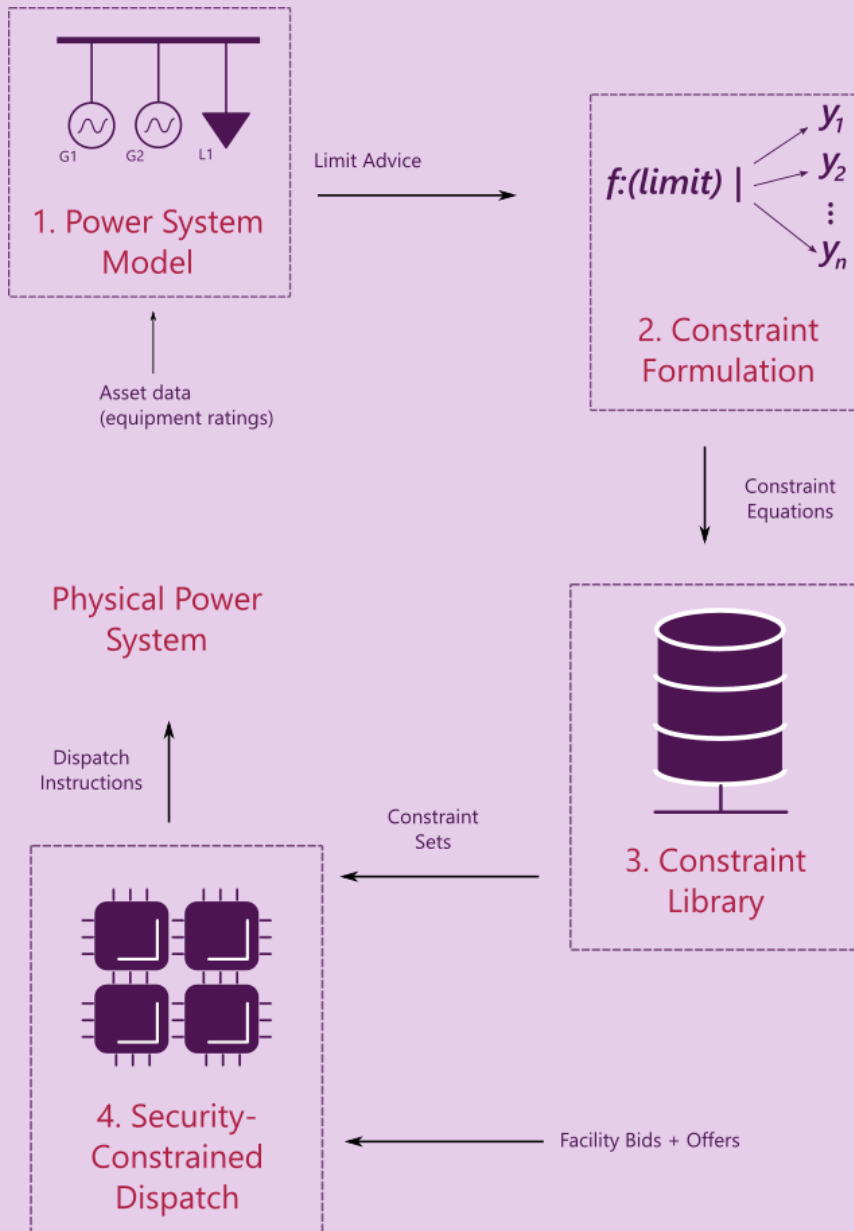 G1
G2
L1
1. Power System
Model
Limit Advice
f:(limit) |
y1
y2
⋮
yn
2. Constraint
Formulation
Asset data
(equipment ratings)
Constraint
Equations
Physical Power
System
Dispatch
Instructions
Constraint
Sets
3. Constraint
Library
4. Security-
Constrained
Dispatch
Facility Bids + Offers